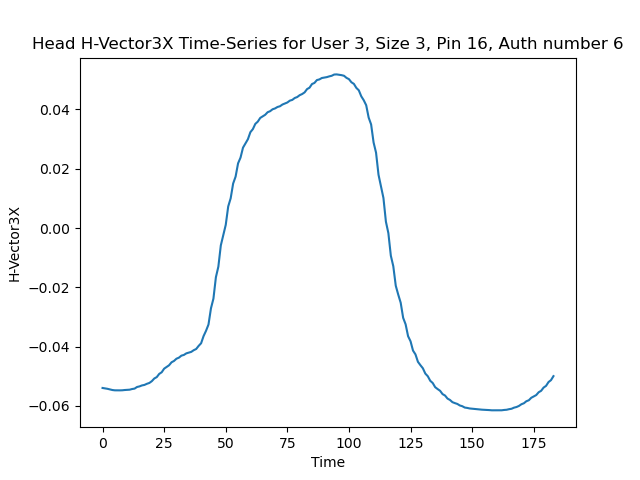 Head H-Vector3X Time-Series for User 3, Size 3, Pin 16, Auth number 6
H-Vector3X
0.04
0.02
0.00
−0.02
−0.04
−0.06
0 25 50 75 100 125 150 175
Time